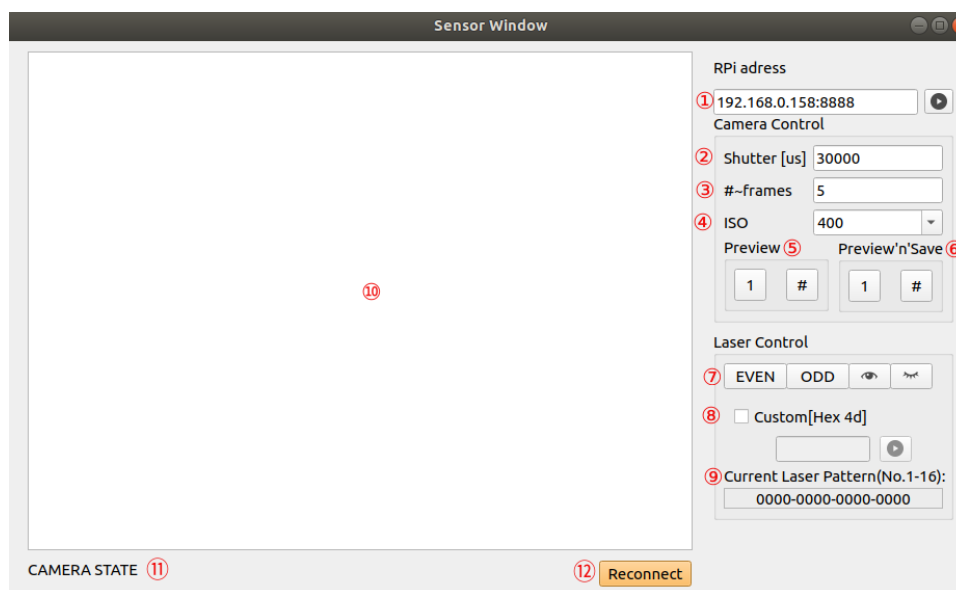 Sensor Window
RPi adress
① 192.168.0.158:8888
Camera Control
② Shutter [us] 30000
③ #~frames 5
④ ISO 400
Preview ⑤ Preview'n'Save ⑥
1 # 1 #
⑩
Laser Control
⑦ EVEN ODD
⑧ Custom[Hex 4d]
⑨ Current Laser Pattern(No.1-16):
0000-0000-0000-0000
CAMERA STATE ⑪
⑫ Reconnect